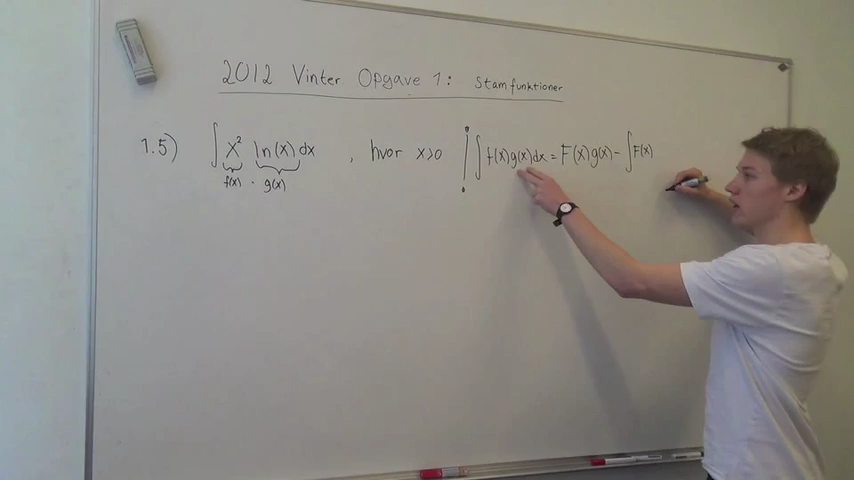 2012 Vinter Opgave 1: Stamfunktioner
1.5) ∫ x² ln(x) dx , hvor x>0 ∫ f(x)g(x)dx = F(x)g(x) - ∫F(x)
f(x) · g(x)